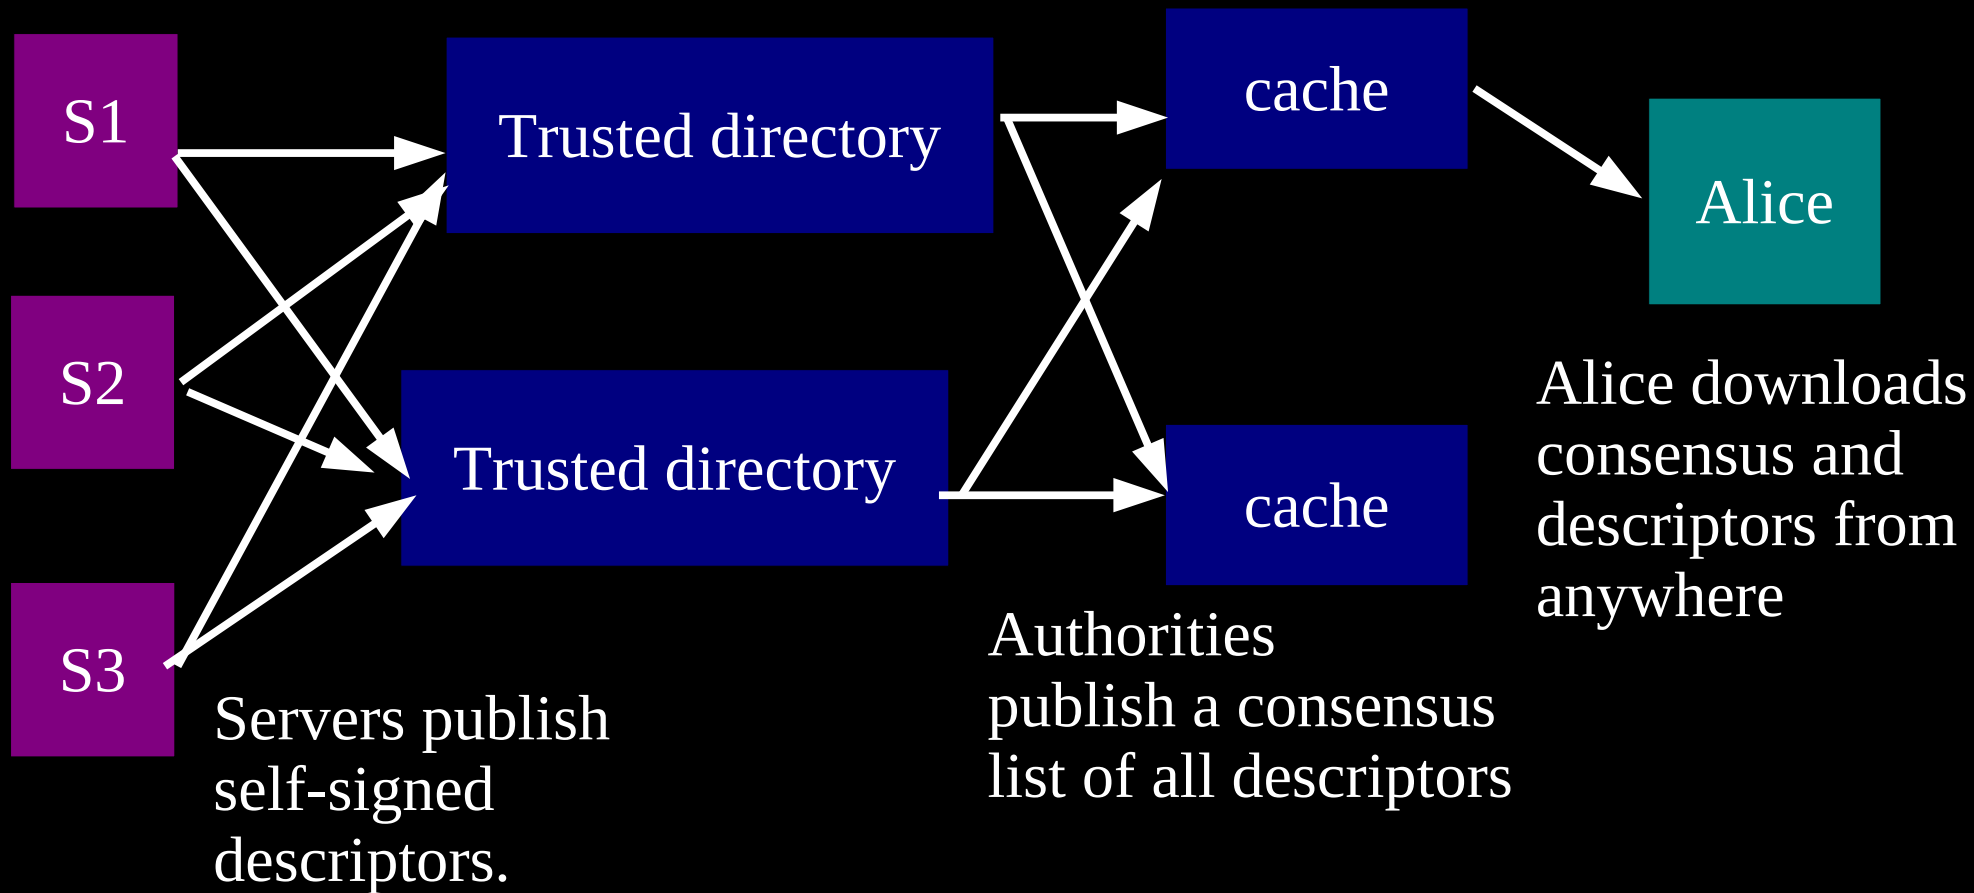 S1
Trusted directory
cache
Alice
S2
Trusted directory
cache
S3
Servers publish
self-signed
descriptors.
Authorities
publish a consensus
list of all descriptors
Alice downloads
consensus and
descriptors from
anywhere